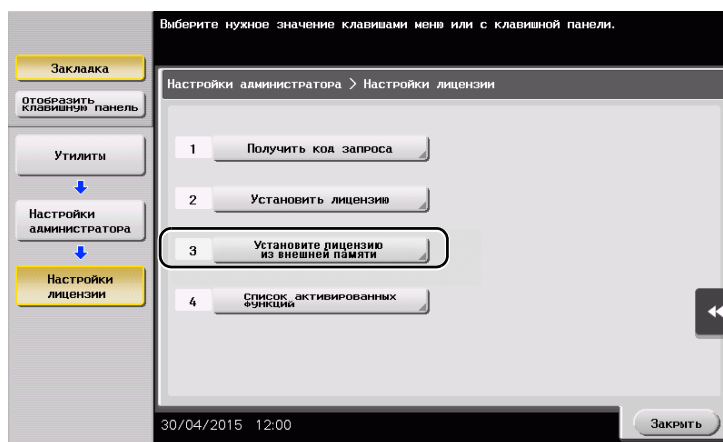 Выберите нужное значение клавишами меню или с клавишной панели.
Закладка
Отобразить
клавишную панель
Утилиты
Настройки
администратора
Настройки
лицензии
Настройки администратора > Настройки лицензии
1 Получить код запроса
2 Установить лицензию
3 Установите лицензию
из внешней памяти
4 Список активированных
функций
30/04/2015 12:00
Закрыть